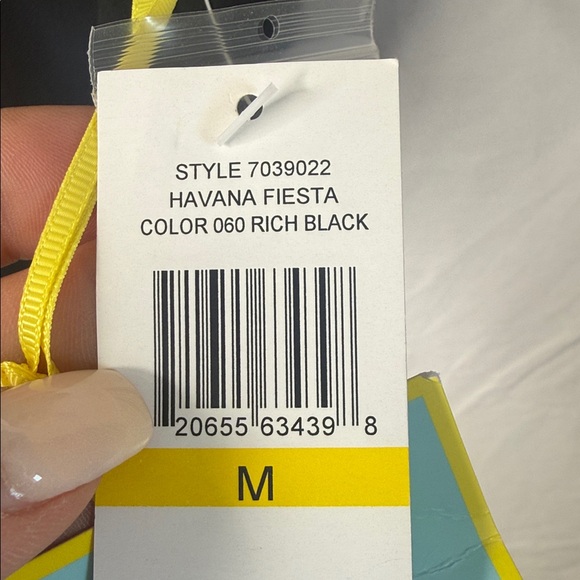 STYLE 7039022
HAVANA FIESTA
COLOR 060 RICH BLACK
20655 63439 8
M